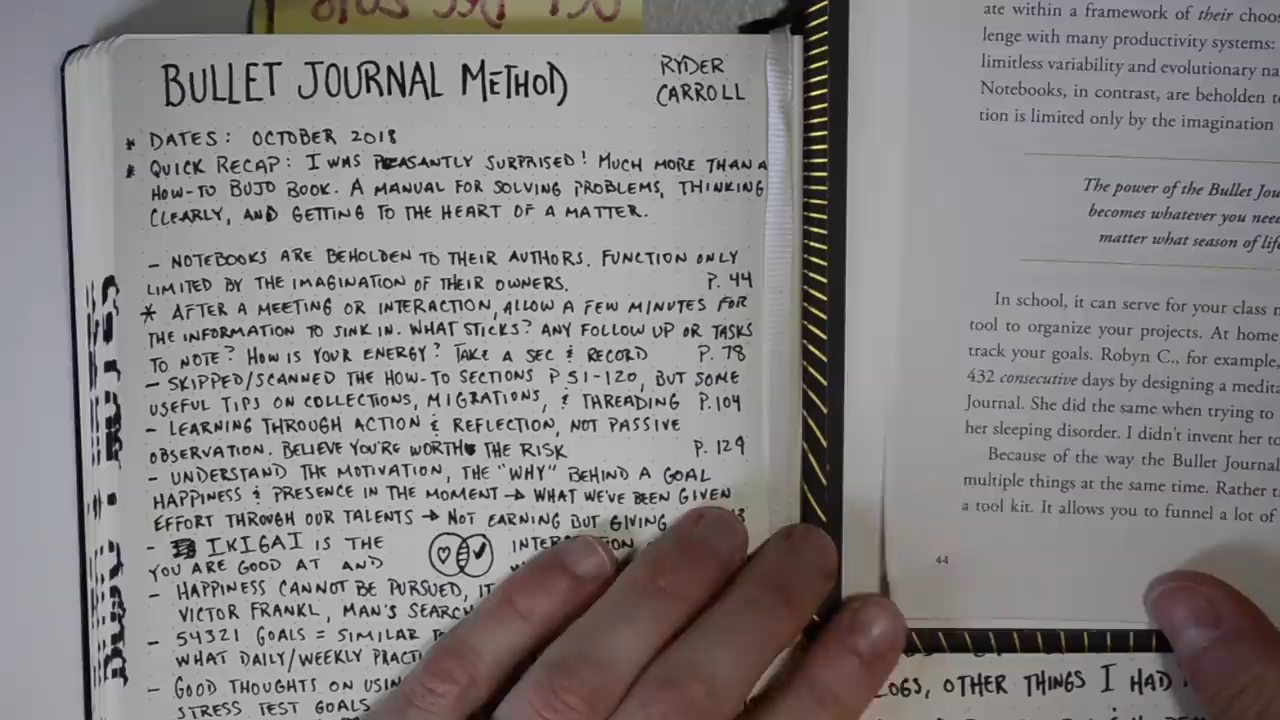 BULLET JOURNAL METHOD
RYDER
CARROLL
* DATES: OCTOBER 2018
* QUICK RECAP: I WAS PEASANTLY SURPRISED! MUCH MORE THAN A
HOW-TO BUJO BOOK. A MANUAL FOR SOLVING PROBLEMS, THINKING
CLEARLY, AND GETTING TO THE HEART OF A MATTER.
- NOTEBOOKS ARE BEHOLDEN TO THEIR AUTHORS. FUNCTION ONLY
LIMITED BY THE IMAGINATION OF THEIR OWNERS. P. 44
* AFTER A MEETING OR INTERACTION, ALLOW A FEW MINUTES FOR
THE INFORMATION TO SINK IN. WHAT STICKS? ANY FOLLOW UP OR TASKS
TO NOTE? HOW IS YOUR ENERGY? TAKE A SEC & RECORD P. 78
- SKIPPED/SCANNED THE HOW-TO SECTIONS P 51-120, BUT SOME
USEFUL TIPS ON COLLECTIONS, MIGRATIONS, & THREADING P. 104
- LEARNING THROUGH ACTION & REFLECTION, NOT PASSIVE
OBSERVATION. BELIEVE YOU'RE WORTH THE RISK P. 129
- UNDERSTAND THE MOTIVATION, THE "WHY" BEHIND A GOAL
HAPPINESS & PRESENCE IN THE MOMENT → WHAT WE'VE BEEN GIVEN
EFFORT THROUGH OUR TALENTS → NOT EARNING BUT GIVING
- IKIGAI IS THE
YOU ARE GOOD AT AND
- HAPPINESS CANNOT BE PURSUED, IT
VICTOR FRANKL, MAN'S SEARCH
- 54321 GOALS = SIMILAR
WHAT DAILY/WEEKLY
- GOOD THOUGHTS ON
STRESS TEST GOALS
ate within a framework of their
lenge with many productivity systems:
limitless variability and evolutionary
Notebooks, in contrast, are beholden
tion is limited only by the imagination
The power of the Bullet
becomes whatever you
matter what season of
In school, it can serve for your class
tool to organize your projects. At home
track your goals. Robyn C., for example,
432 consecutive days by designing a
Journal. She did the same when trying to
her sleeping disorder. I didn't invent her
Because of the way the Bullet Journal
multiple things at the same time. Rather
a tool kit. It allows you to funnel a lot of
44
LOGS, OTHER THINGS I HAD